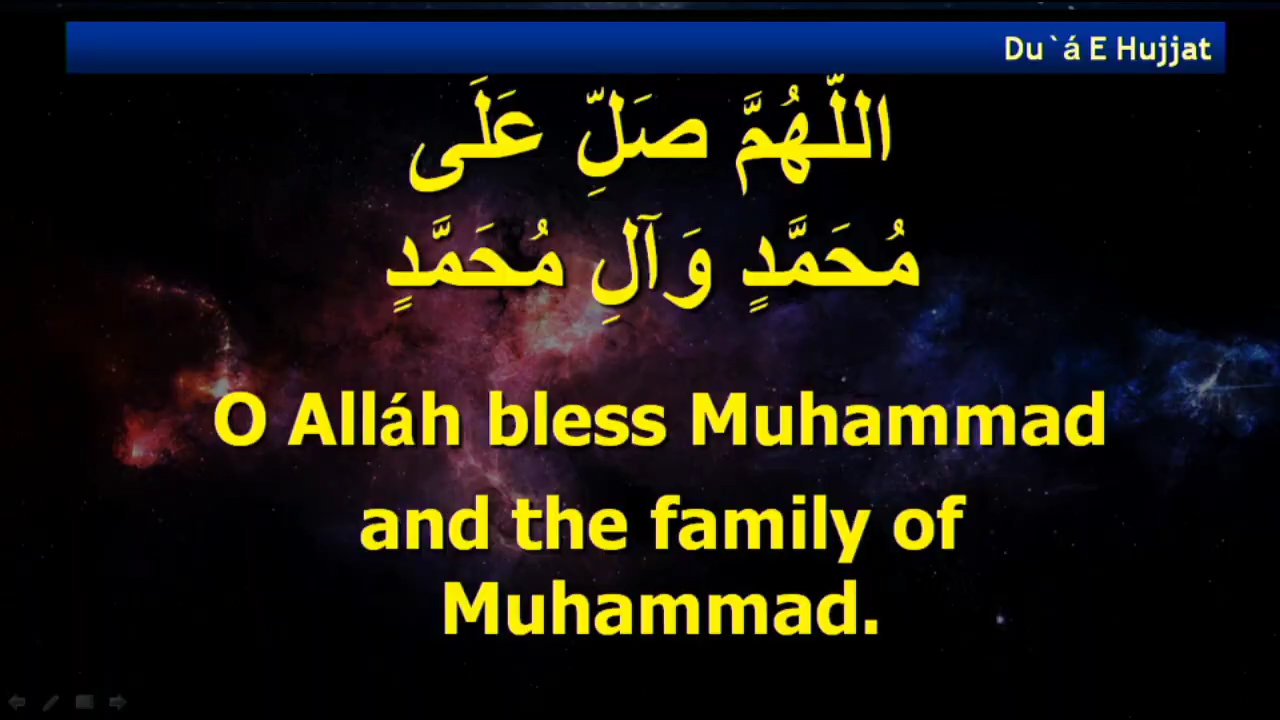 Du`á E Hujjat
اللّهُمَّ صَلِّ عَلَى
مُحَمَّدٍ وَآلِ مُحَمَّدٍ
O Alláh bless Muhammad
and the family of
Muhammad.